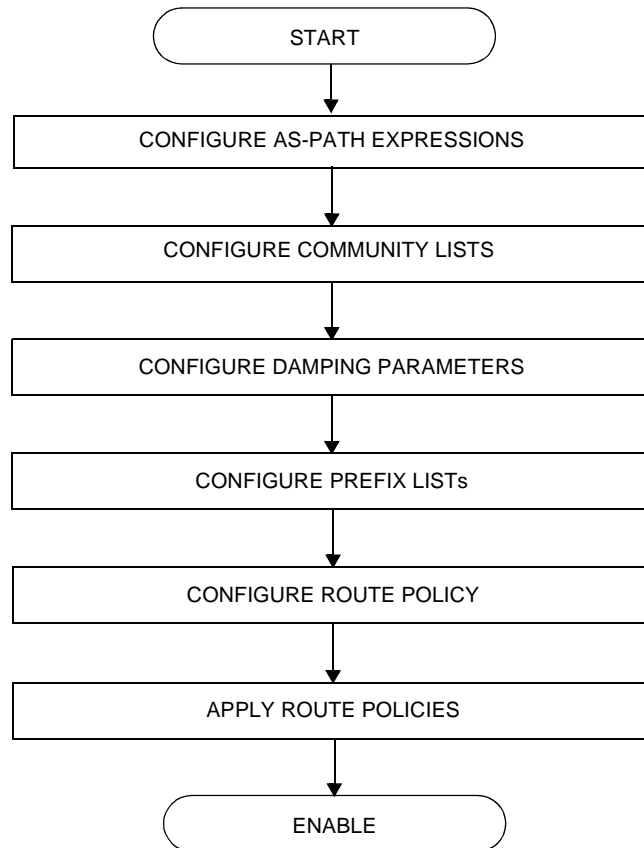 START
CONFIGURE AS-PATH EXPRESSIONS
CONFIGURE COMMUNITY LISTS
CONFIGURE DAMPING PARAMETERS
CONFIGURE PREFIX LISTs
CONFIGURE ROUTE POLICY
APPLY ROUTE POLICIES
ENABLE